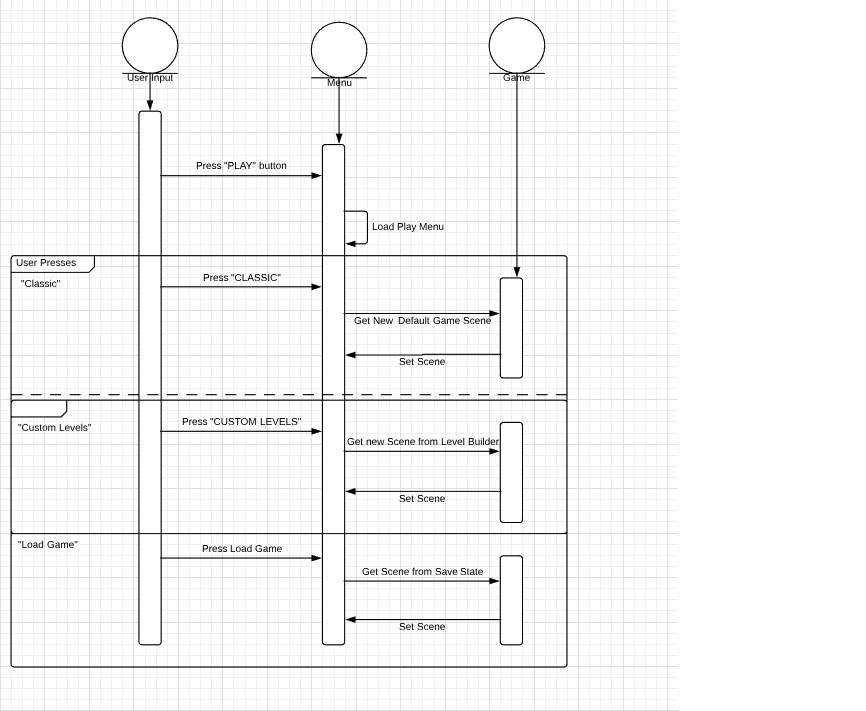 User Input
Menu
Game
Press "PLAY" button
Load Play Menu
User Presses
"Classic"
Press "CLASSIC"
Get New Default Game Scene
Set Scene
"Custom Levels"
Press "CUSTOM LEVELS"
Get new Scene from Level Builder
Set Scene
"Load Game"
Press Load Game
Get Scene from Save State
Set Scene